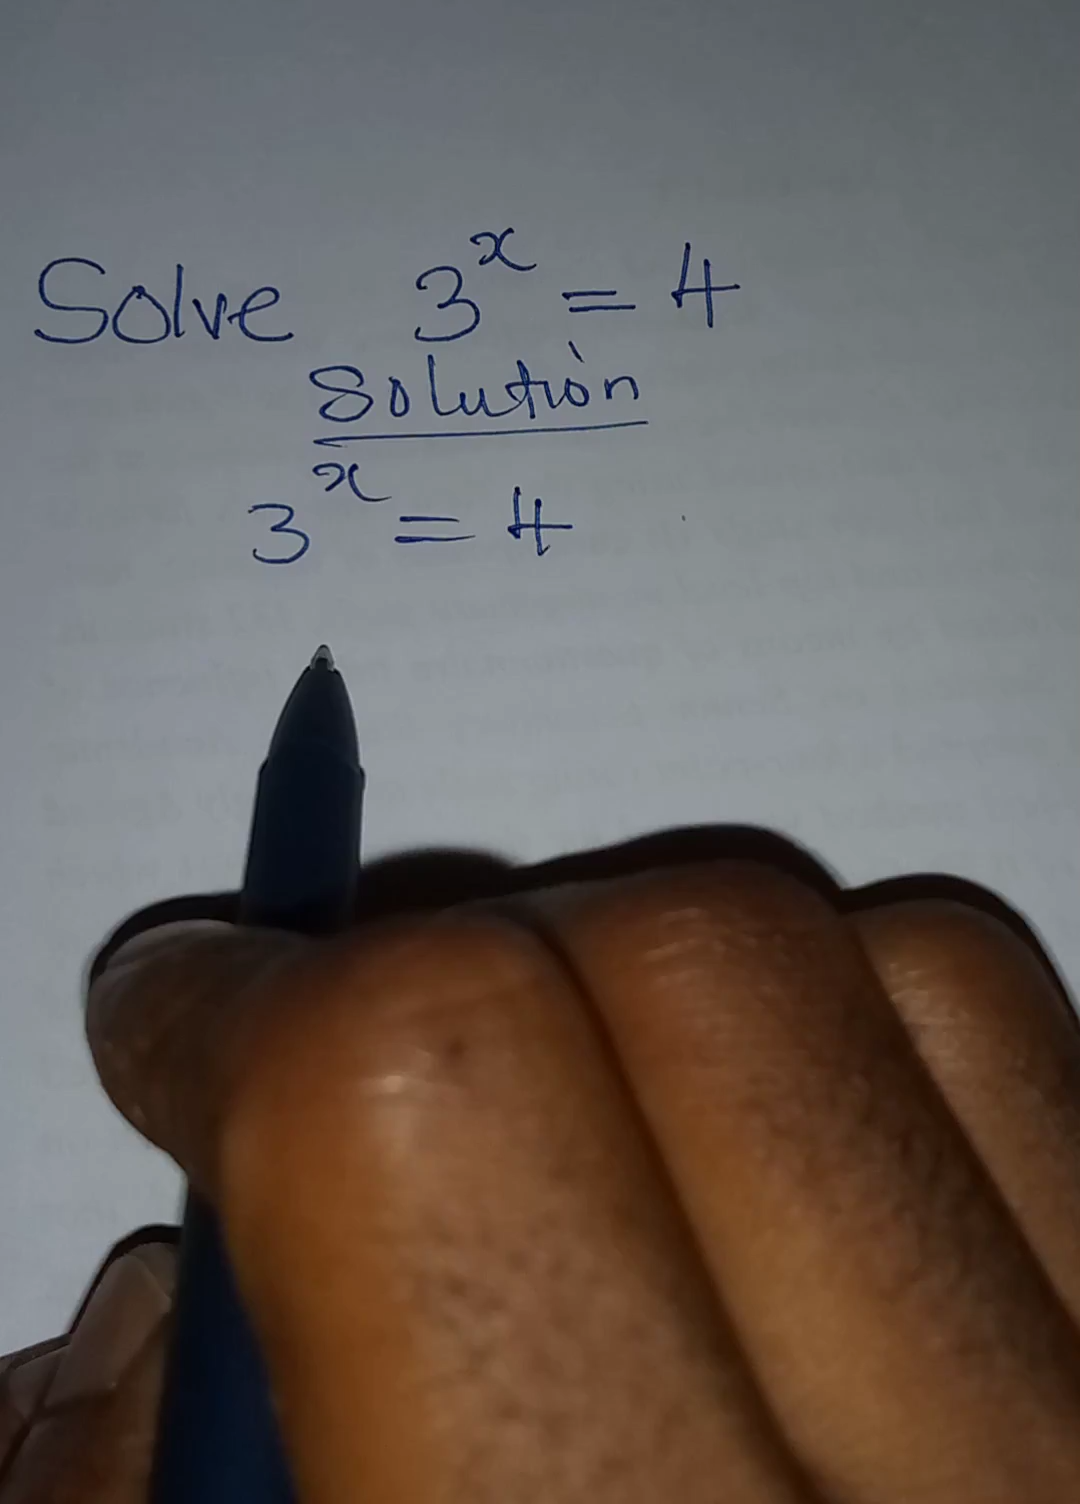 Solve 3^x = 4
Solution
3^x = 4